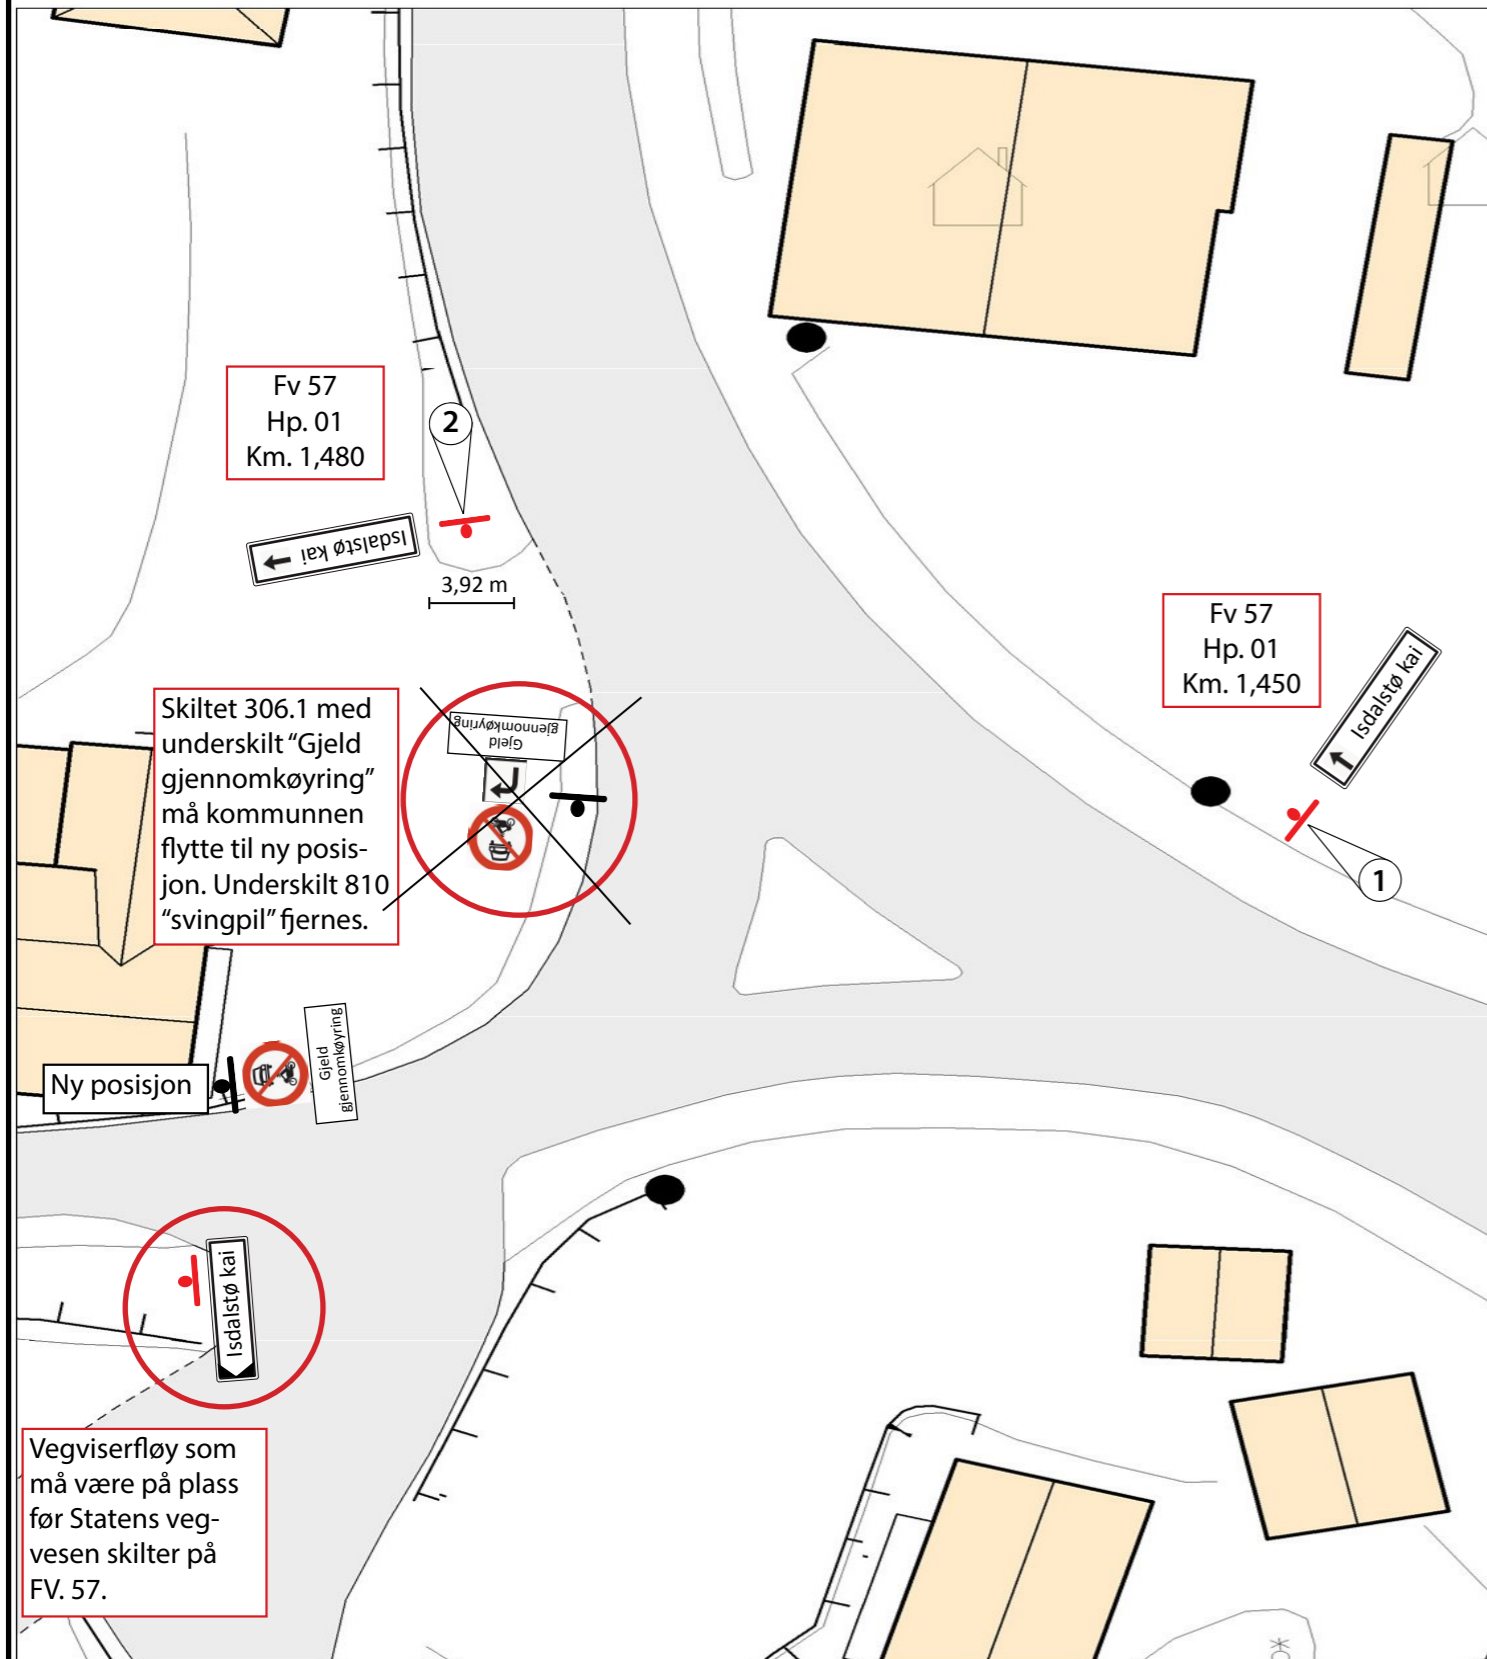 Fv 57
Hp. 01
Km. 1,480
2
Isdalstø kai
3,92 m
Fv 57
Hp. 01
Km. 1,450
Isdalstø kai
1
Skiltet 306.1 med
underskilt “Gjeld
gjennomkøyring”
må kommunnen
flytte til ny posis-
jon. Underskilt 810
“svingpil” fjernes.
Gjeld
gjennomkøyring
Ny posisjon
Gjeld
gjennomkøyring
Isdalstø kai
Vegviserfløy som
må være på plass
før Statens veg-
vesen skilter på
FV. 57.